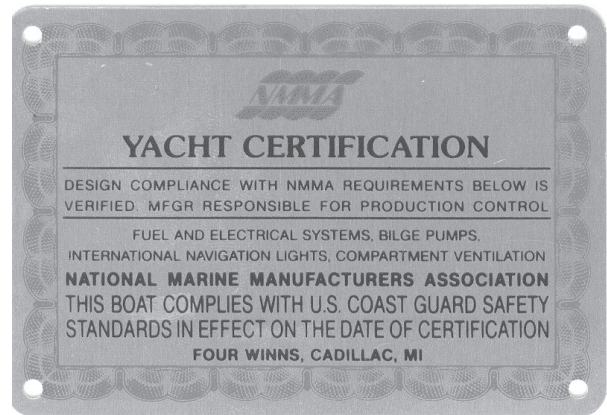 NMMA
YACHT CERTIFICATION
DESIGN COMPLIANCE WITH NMMA REQUIREMENTS BELOW IS
VERIFIED. MFGR RESPONSIBLE FOR PRODUCTION CONTROL
FUEL AND ELECTRICAL SYSTEMS, BILGE PUMPS,
INTERNATIONAL NAVIGATION LIGHTS, COMPARTMENT VENTILATION
NATIONAL MARINE MANUFACTURERS ASSOCIATION
THIS BOAT COMPLIES WITH U.S. COAST GUARD SAFETY
STANDARDS IN EFFECT ON THE DATE OF CERTIFICATION
FOUR WINNS, CADILLAC, MI